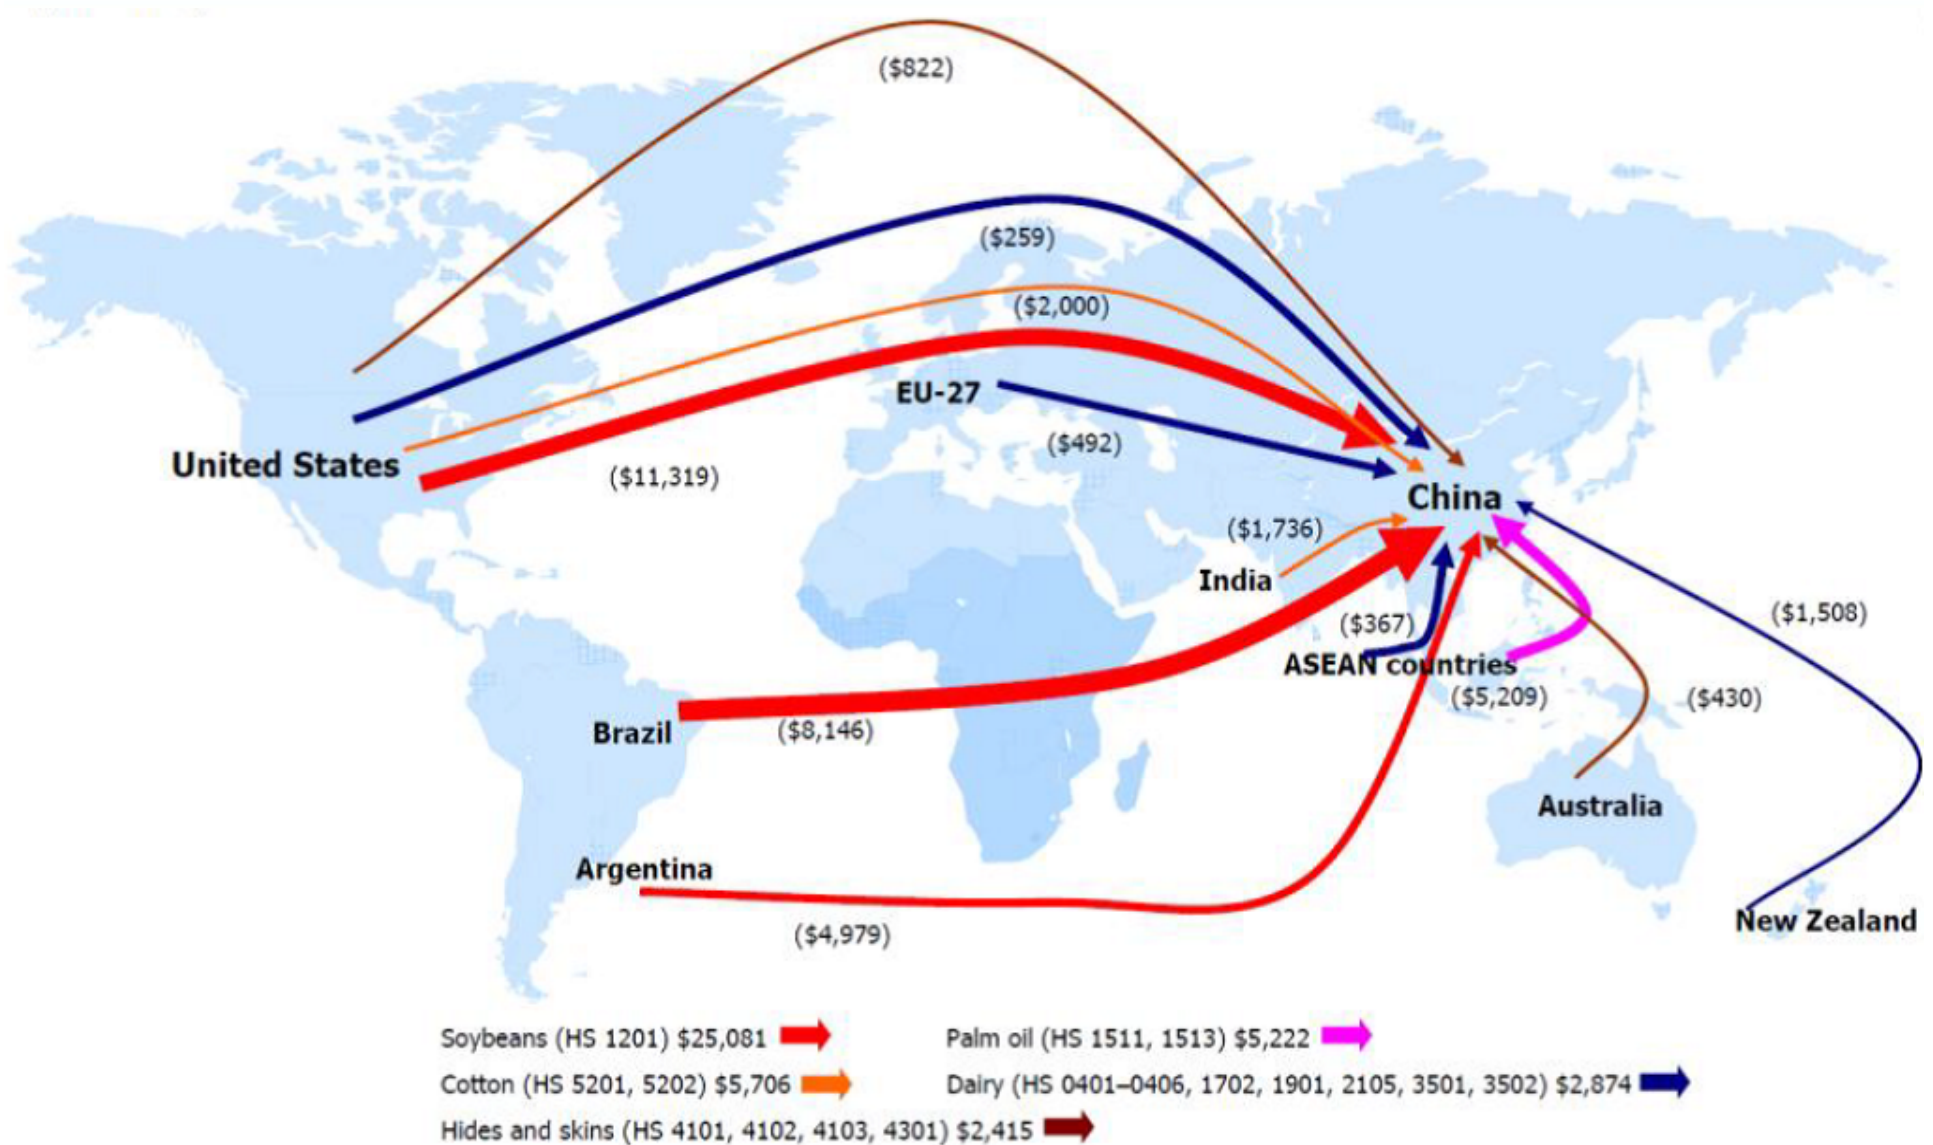 ($822)
($259)
($2,000)
EU-27
($492)
United States
($11,319)
China
($1,736)
India
($367)
($1,508)
ASEAN countries
($5,209)
($430)
Brazil
($8,146)
Australia
Argentina
New Zealand
($4,979)
Soybeans (HS 1201) $25,081
Palm oil (HS 1511, 1513) $5,222
Cotton (HS 5201, 5202) $5,706
Dairy (HS 0401–0406, 1702, 1901, 2105, 3501, 3502) $2,874
Hides and skins (HS 4101, 4102, 4103, 4301) $2,415